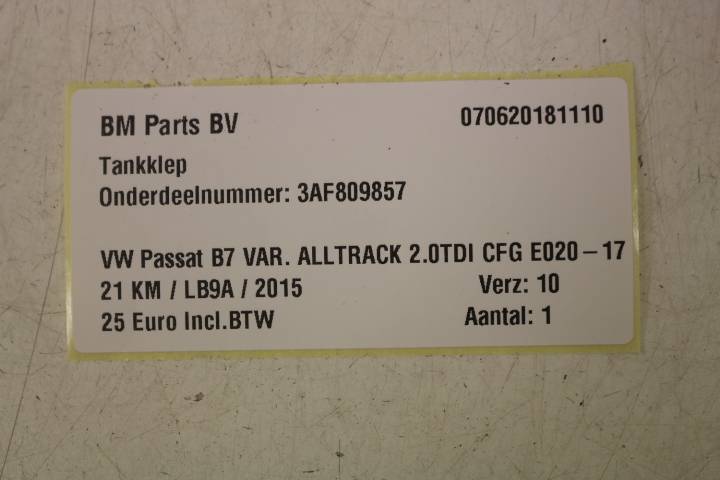 BM Parts BV 070620181110
Tankklep
Onderdeelnummer: 3AF809857
VW Passat B7 VAR. ALLTRACK 2.0TDI CFG E020-17
21 KM / LB9A / 2015 Verz: 10
25 Euro Incl.BTW Aantal: 1